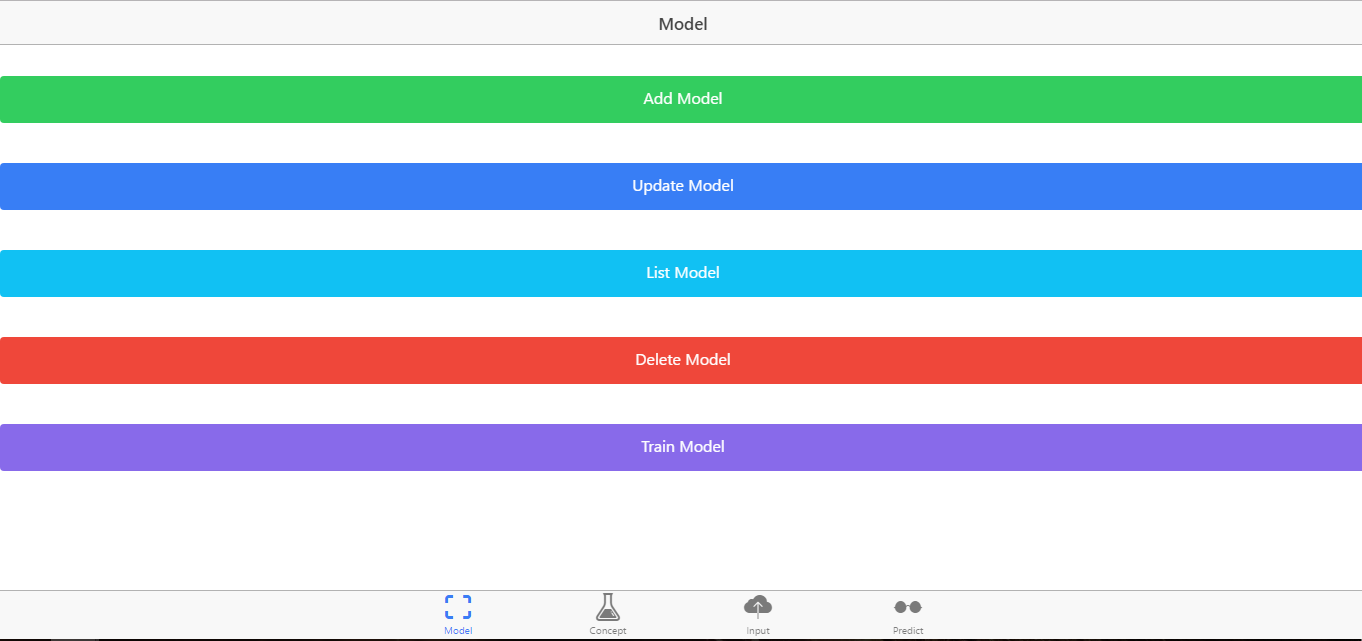 Model
Add Model
Update Model
List Model
Delete Model
Train Model
Model
Concept
Input
Predict